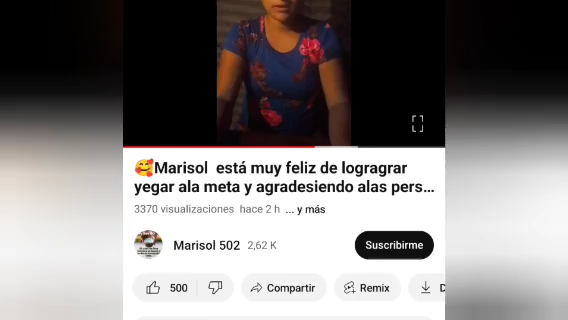 🥰Marisol está muy feliz de logragrar
yegar ala meta y agradesiendo alas pers...
3370 visualizaciones hace 2 h ... y más
Marisol 502 2,62 K Suscribirme
500 Compartir Remix D